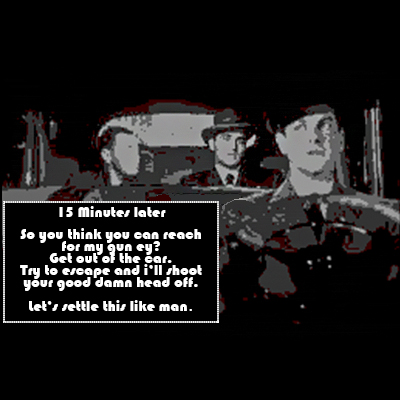 15 Minutes later
So you think you can reach
for my gun ey?
Get out of the car.
Try to escape and i'll shoot
your good damn head off.
Let's settle this like man.